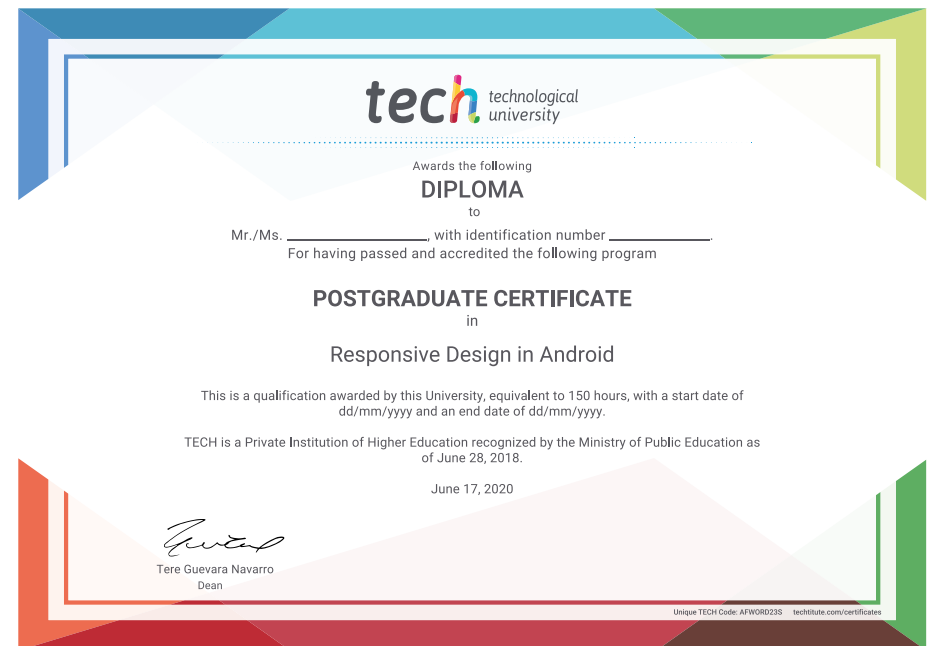 tech technological
university
Awards the following
DIPLOMA
to
Mr./Ms. ____________________, with identification number ______________.
For having passed and accredited the following program
POSTGRADUATE CERTIFICATE
in
Responsive Design in Android
This is a qualification awarded by this University, equivalent to 150 hours, with a start date of
dd/mm/yyyy and an end date of dd/mm/yyyy.
TECH is a Private Institution of Higher Education recognized by the Ministry of Public Education as
of June 28, 2018.
June 17, 2020
Tere Guevara Navarro
Dean
Unique TECH Code: AFWORD23S techtitute.com/certificates